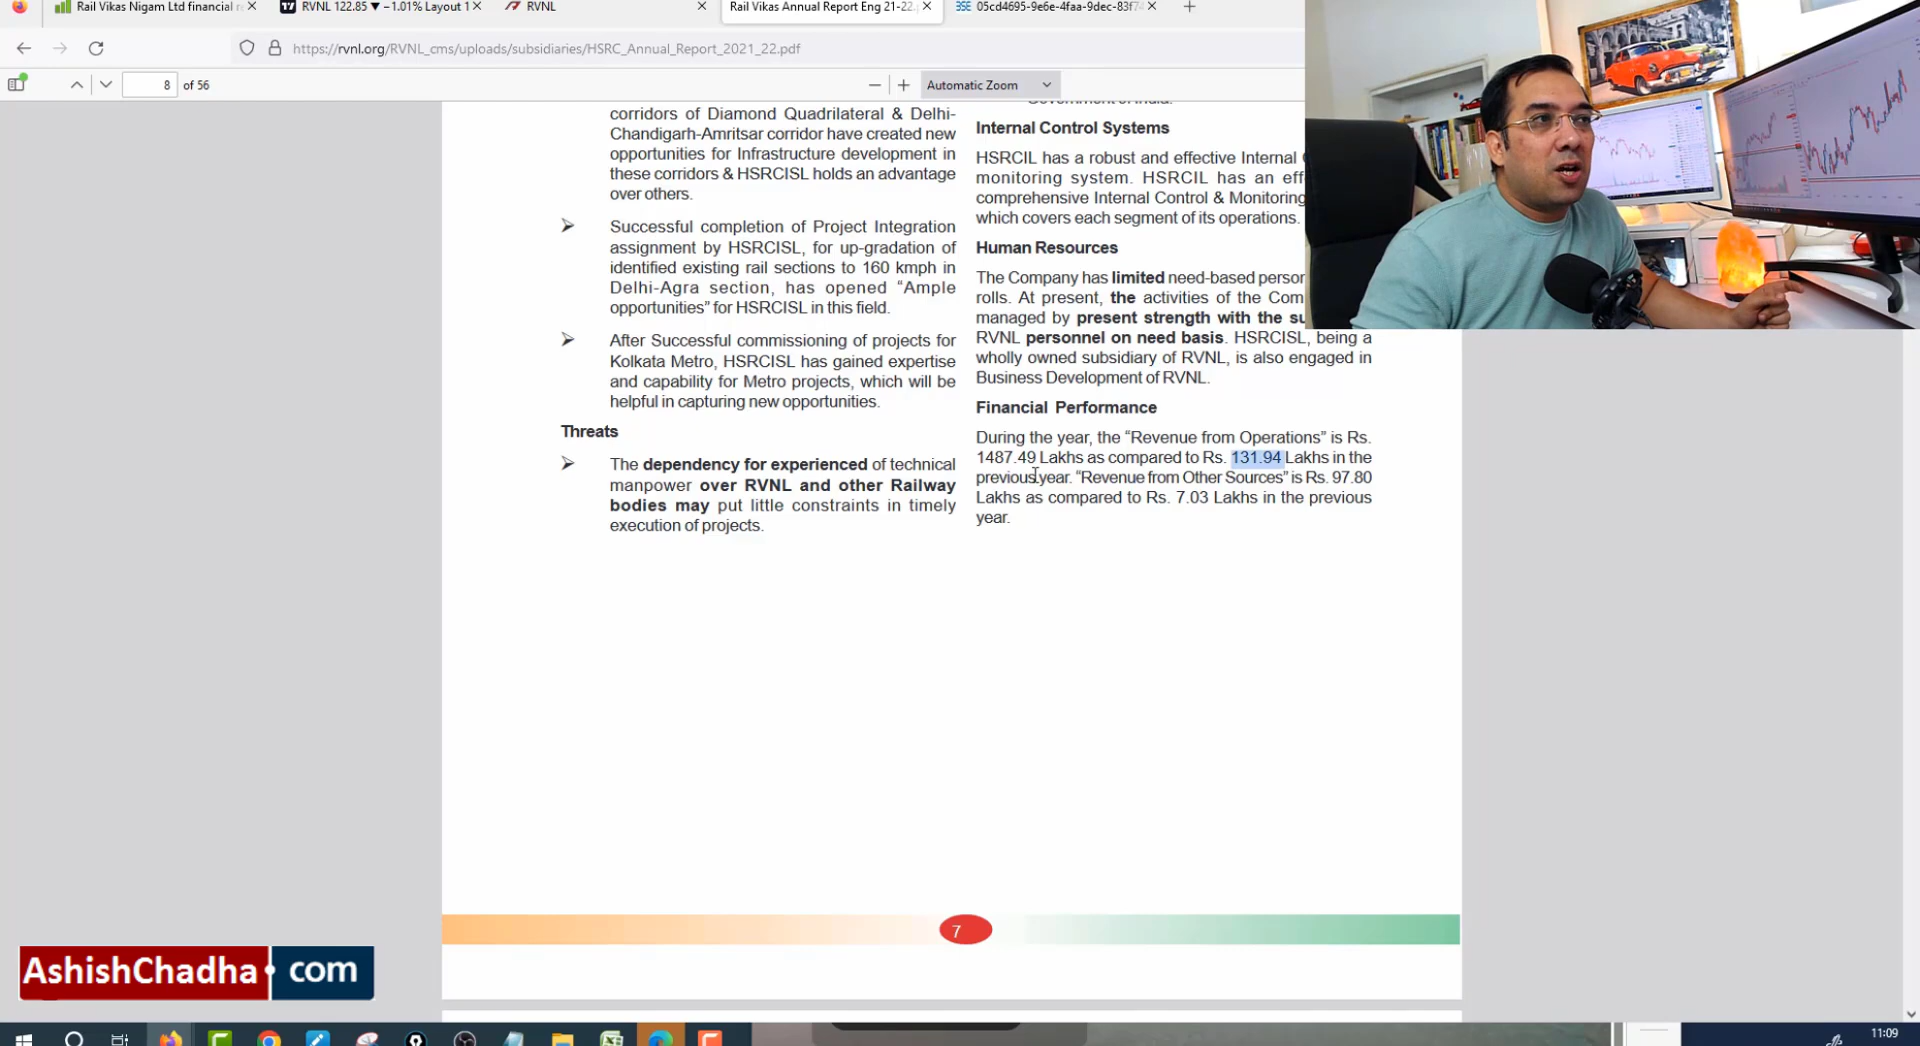 Rail Vikas Nigam Ltd financial r
RVNL 122.85 ▼ −1.01% Layout 1
RVNL
Rail Vikas Annual Report Eng 21-22.
BSE
05cd4695-9e6e-4faa-9dec-83f7
https://rvnl.org/RVNL_cms/uploads/subsidiaries/HSRC_Annual_Report_2021_22.pdf
8 of 56
Automatic Zoom
corridors of Diamond Quadrilateral & Delhi-
Chandigarh-Amritsar corridor have created new
opportunities for Infrastructure development in
these corridors & HSRCISL holds an advantage
over others.
➢ Successful completion of Project Integration
assignment by HSRCISL, for up-gradation of
identified existing rail sections to 160 kmph in
Delhi-Agra section, has opened “Ample
opportunities” for HSRCISL in this field.
➢ After Successful commissioning of projects for
Kolkata Metro, HSRCISL has gained expertise
and capability for Metro projects, which will be
helpful in capturing new opportunities.
Threats
➢ The dependency for experienced of technical
manpower over RVNL and other Railway
bodies may put little constraints in timely
execution of projects.
Government of India.
Internal Control Systems
HSRCIL has a robust and effective Internal
monitoring system. HSRCIL has an eff
comprehensive Internal Control & Monitoring
which covers each segment of its operations.
Human Resources
The Company has limited need-based person
rolls. At present, the activities of the Com
managed by present strength with the su
RVNL personnel on need basis. HSRCISL, being a
wholly owned subsidiary of RVNL, is also engaged in
Business Development of RVNL.
Financial Performance
During the year, the “Revenue from Operations” is Rs.
1487.49 Lakhs as compared to Rs. 131.94 Lakhs in the
previous year. “Revenue from Other Sources” is Rs. 97.80
Lakhs as compared to Rs. 7.03 Lakhs in the previous
year.
7
AshishChadha.com
11:09